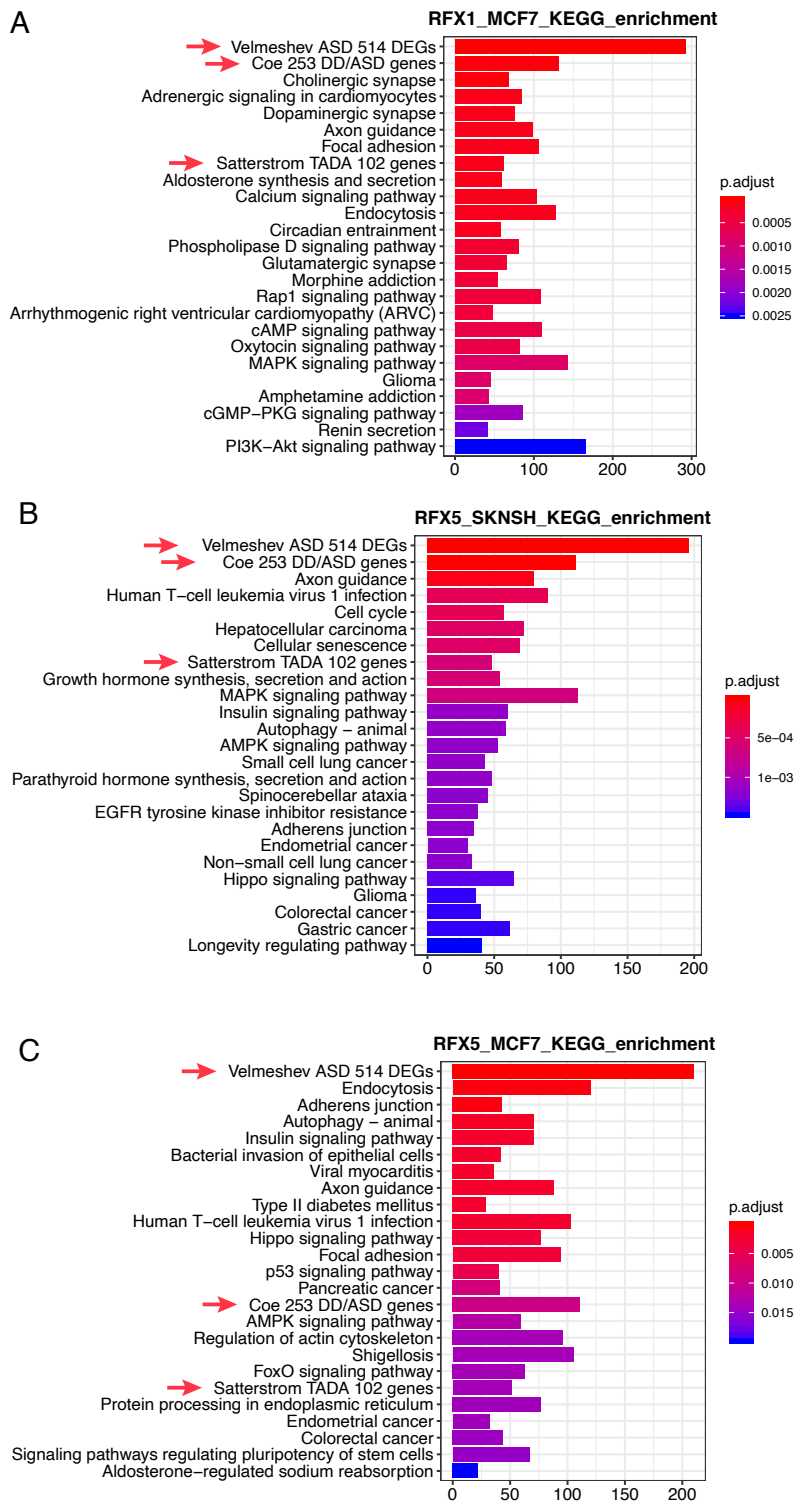 A
RFX1_MCF7_KEGG_enrichment
Velmeshev ASD 514 DEGs
Coe 253 DD/ASD genes
Cholinergic synapse
Adrenergic signaling in cardiomyocytes
Dopaminergic synapse
Axon guidance
Focal adhesion
Satterstrom TADA 102 genes
Aldosterone synthesis and secretion
Calcium signaling pathway
Endocytosis
Circadian entrainment
Phospholipase D signaling pathway
Glutamatergic synapse
Morphine addiction
Rap1 signaling pathway
Arrhythmogenic right ventricular cardiomyopathy (ARVC)
cAMP signaling pathway
Oxytocin signaling pathway
MAPK signaling pathway
Glioma
Amphetamine addiction
cGMP−PKG signaling pathway
Renin secretion
PI3K−Akt signaling pathway
0 100 200 300
p.adjust
0.0005
0.0010
0.0015
0.0020
0.0025
B
RFX5_SKNSH_KEGG_enrichment
Velmeshev ASD 514 DEGs
Coe 253 DD/ASD genes
Axon guidance
Human T−cell leukemia virus 1 infection
Cell cycle
Hepatocellular carcinoma
Cellular senescence
Satterstrom TADA 102 genes
Growth hormone synthesis, secretion and action
MAPK signaling pathway
Insulin signaling pathway
Autophagy − animal
AMPK signaling pathway
Small cell lung cancer
Parathyroid hormone synthesis, secretion and action
Spinocerebellar ataxia
EGFR tyrosine kinase inhibitor resistance
Adherens junction
Endometrial cancer
Non−small cell lung cancer
Hippo signaling pathway
Glioma
Colorectal cancer
Gastric cancer
Longevity regulating pathway
0 50 100 150 200
p.adjust
5e−04
1e−03
C
RFX5_MCF7_KEGG_enrichment
Velmeshev ASD 514 DEGs
Endocytosis
Adherens junction
Autophagy − animal
Insulin signaling pathway
Bacterial invasion of epithelial cells
Viral myocarditis
Axon guidance
Type II diabetes mellitus
Human T−cell leukemia virus 1 infection
Hippo signaling pathway
Focal adhesion
p53 signaling pathway
Pancreatic cancer
Coe 253 DD/ASD genes
AMPK signaling pathway
Regulation of actin cytoskeleton
Shigellosis
FoxO signaling pathway
Satterstrom TADA 102 genes
Protein processing in endoplasmic reticulum
Endometrial cancer
Colorectal cancer
Signaling pathways regulating pluripotency of stem cells
Aldosterone−regulated sodium reabsorption
0 50 100 150 200
p.adjust
0.005
0.010
0.015